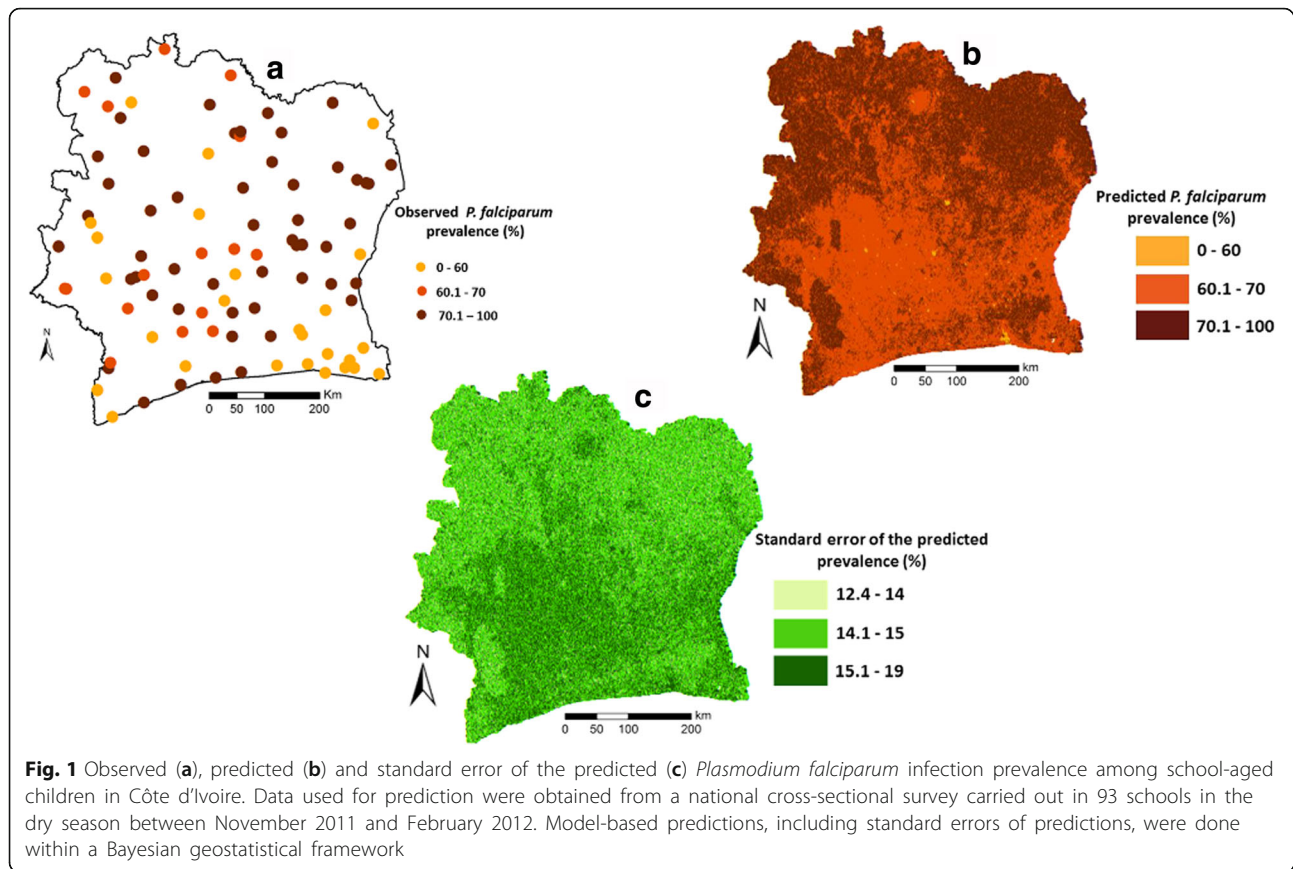 a
Observed P. falciparum
prevalence (%)
0 - 60
60.1 - 70
70.1 – 100
N
Km
0 50 100 200
b
Predicted P. falciparum
prevalence (%)
0 - 60
60.1 - 70
70.1 - 100
N
km
0 50 100 200
c
Standard error of the predicted
prevalence (%)
12.4 - 14
14.1 - 15
15.1 - 19
N
km
0 50 100 200
Fig. 1 Observed (a), predicted (b) and standard error of the predicted (c) Plasmodium falciparum infection prevalence among school-aged
children in Côte d'Ivoire. Data used for prediction were obtained from a national cross-sectional survey carried out in 93 schools in the
dry season between November 2011 and February 2012. Model-based predictions, including standard errors of predictions, were done
within a Bayesian geostatistical framework